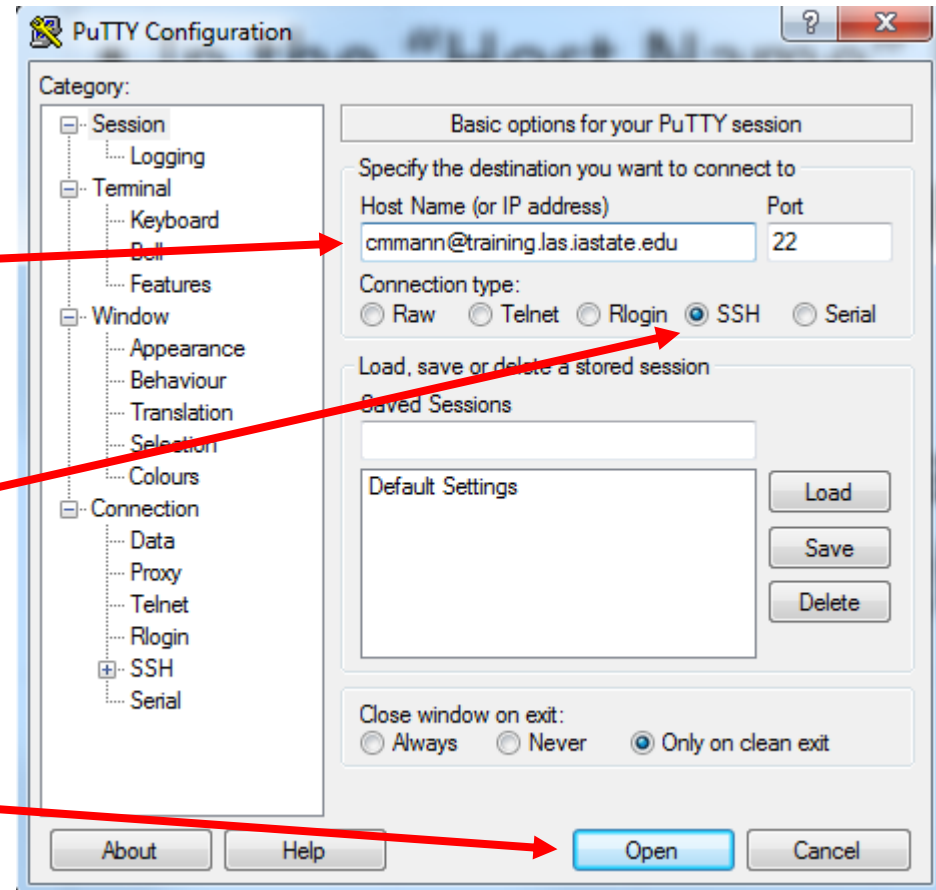 PuTTY Configuration
in the "Host Name"
Category:
Session
Logging
Terminal
Keyboard
Bell
Features
Window
Appearance
Behaviour
Translation
Selection
Colours
Connection
Data
Proxy
Telnet
Rlogin
SSH
Serial
Basic options for your PuTTY session
Specify the destination you want to connect to
Host Name (or IP address) Port
cmmann@training.las.iastate.edu 22
Connection type:
Raw Telnet Rlogin SSH Serial
Load, save or delete a stored session
Saved Sessions
Default Settings
Load
Save
Delete
Close window on exit:
Always Never Only on clean exit
About Help Open Cancel